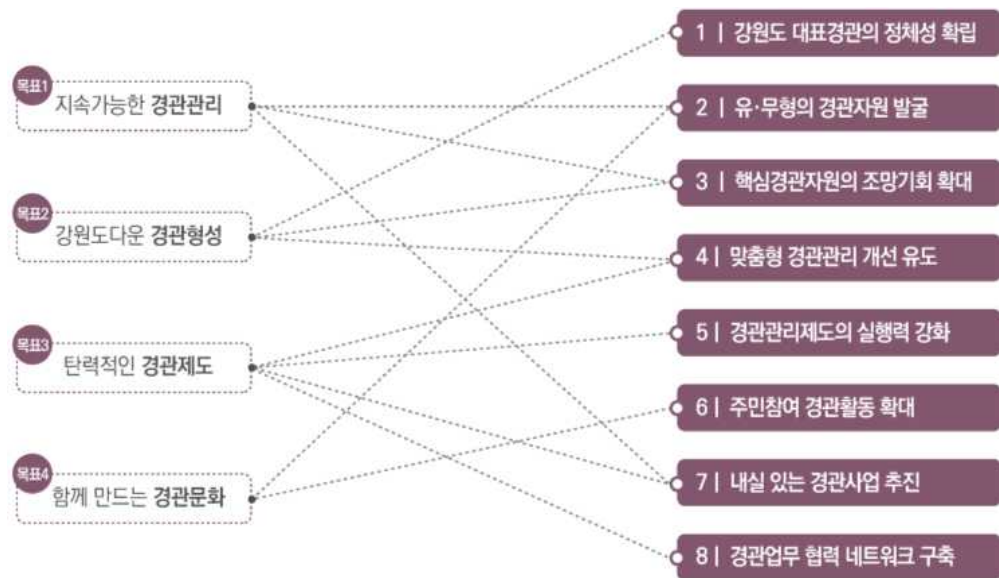 목표1
지속가능한 경관관리
목표2
강원도다운 경관형성
목표3
탄력적인 경관제도
목표4
함께 만드는 경관문화
1 | 강원도 대표경관의 정체성 확립
2 | 유·무형의 경관자원 발굴
3 | 핵심경관자원의 조망기회 확대
4 | 맞춤형 경관관리 개선 유도
5 | 경관관리제도의 실행력 강화
6 | 주민참여 경관활동 확대
7 | 내실 있는 경관사업 추진
8 | 경관업무 협력 네트워크 구축